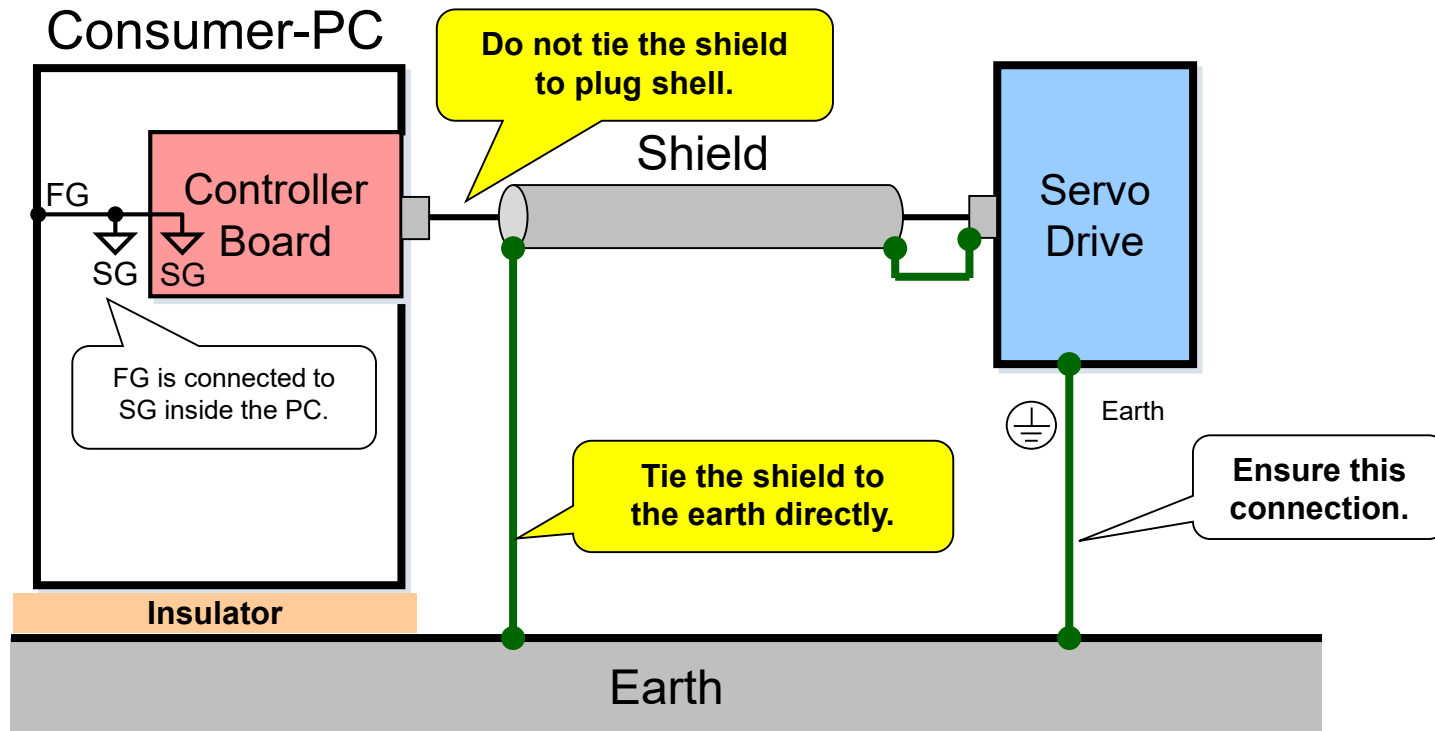 Consumer-PC
Do not tie the shield
to plug shell.
Shield
Controller
Board
Servo
Drive
FG
SG
SG
FG is connected to
SG inside the PC.
Earth
Tie the shield to
the earth directly.
Ensure this
connection.
Insulator
Earth